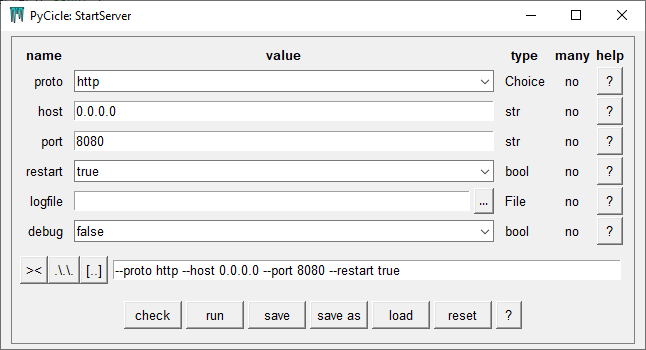 PyCicle: StartServer
name value type many help
proto http Choice no ?
host 0.0.0.0 str no ?
port 8080 str no ?
restart true bool no ?
logfile ... File no ?
debug false bool no ?
>< .\.\. [..] --proto http --host 0.0.0.0 --port 8080 --restart true
check run save save as load reset ?